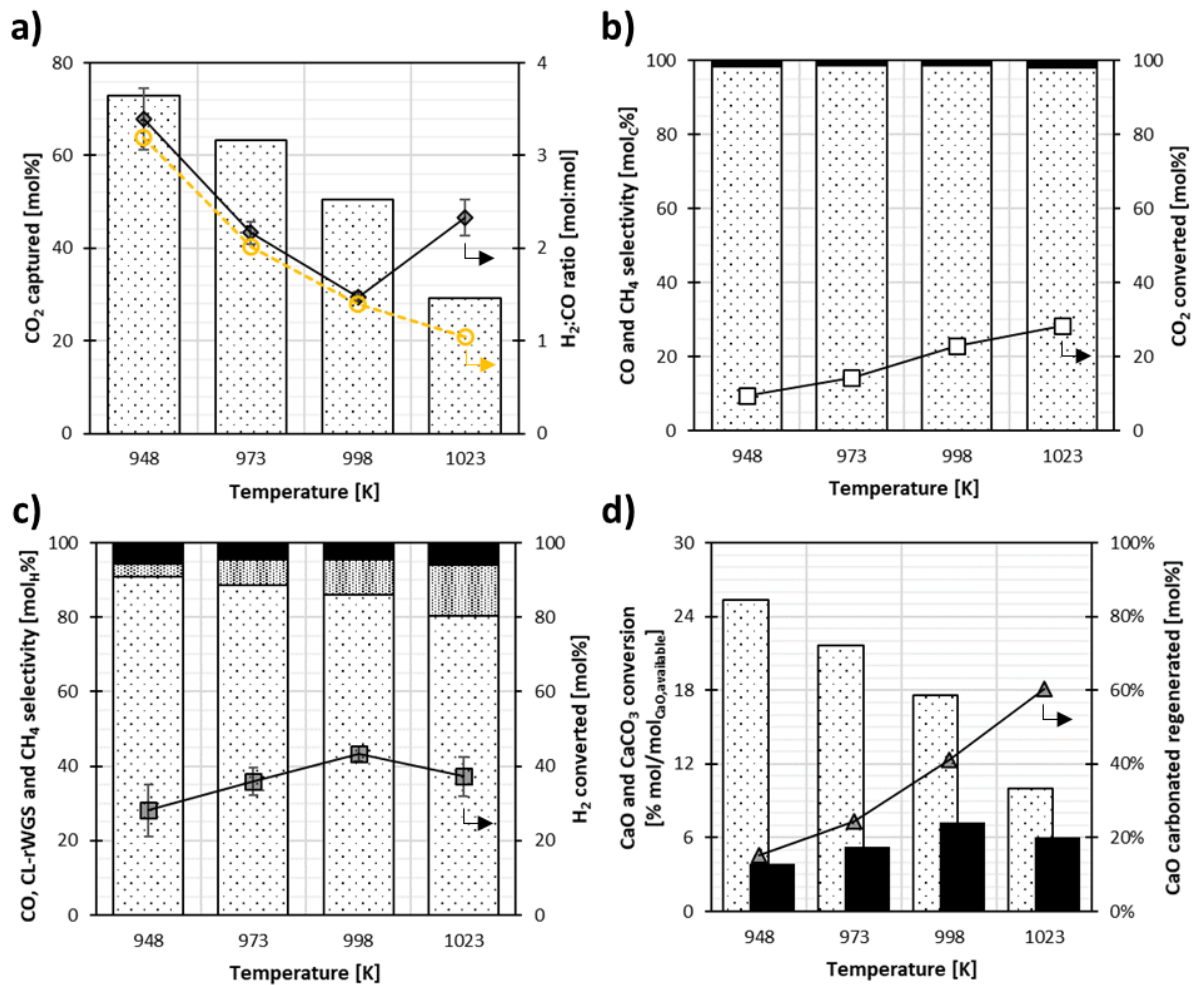 a)
CO2 captured [mol%]
80
60
40
20
0
4
3
2
1
0
H2:CO ratio [mol:mol]
948 973 998 1023
Temperature [K]
b)
CO and CH4 selectivity [molC%]
100
80
60
40
20
0
100
80
60
40
20
0
CO2 converted [mol%]
948 973 998 1023
Temperature [K]
c)
CO, CL-rWGS and CH4 selectivity [molH%]
100
80
60
40
20
0
100
80
60
40
20
0
H2 converted [mol%]
948 973 998 1023
Temperature [K]
d)
CaO and CaCO3 conversion
[% mol/molCaO,available]
30
24
18
12
6
0
100%
80%
60%
40%
20%
0%
CaO carbonated regenerated [mol%]
948 973 998 1023
Temperature [K]